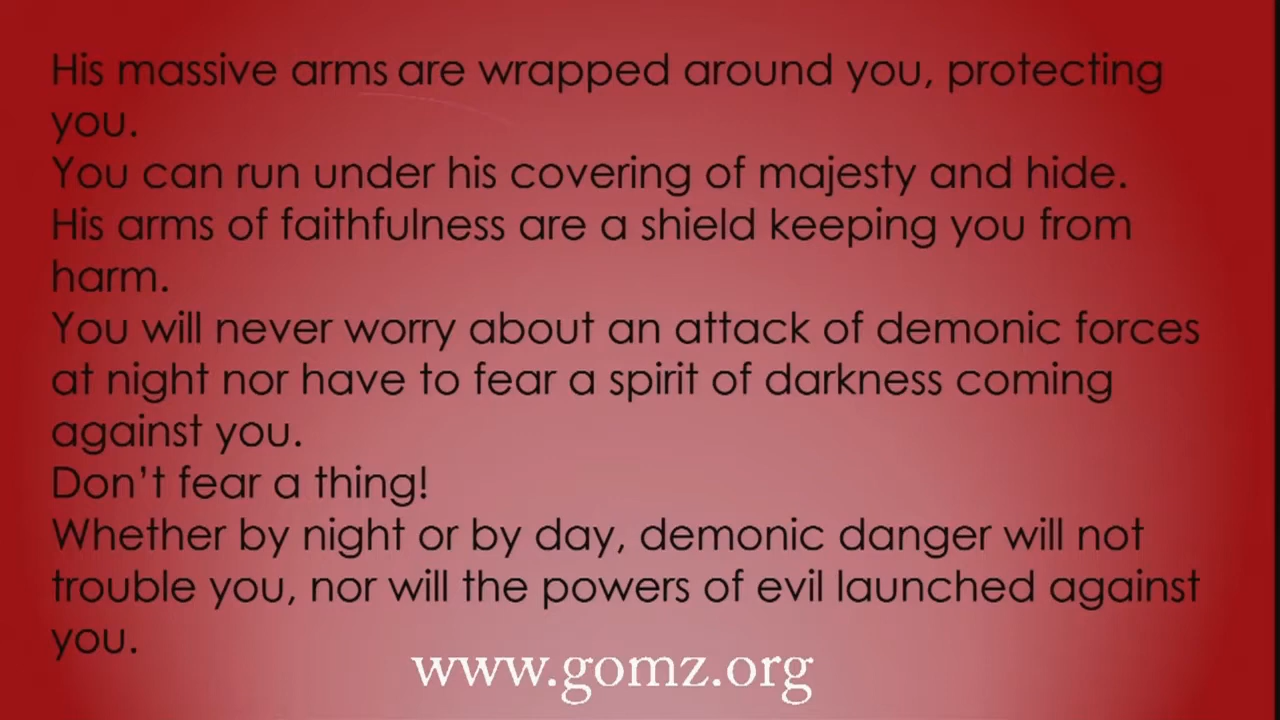 His massive arms are wrapped around you, protecting
you.
You can run under his covering of majesty and hide.
His arms of faithfulness are a shield keeping you from
harm.
You will never worry about an attack of demonic forces
at night nor have to fear a spirit of darkness coming
against you.
Don’t fear a thing!
Whether by night or by day, demonic danger will not
trouble you, nor will the powers of evil launched against
you.
www.gomz.org